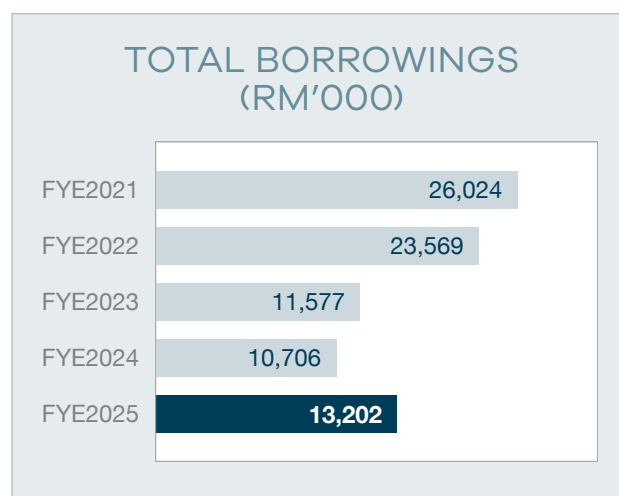 TOTAL BORROWINGS
(RM'000)
FYE2021 26,024
FYE2022 23,569
FYE2023 11,577
FYE2024 10,706
FYE2025 13,202